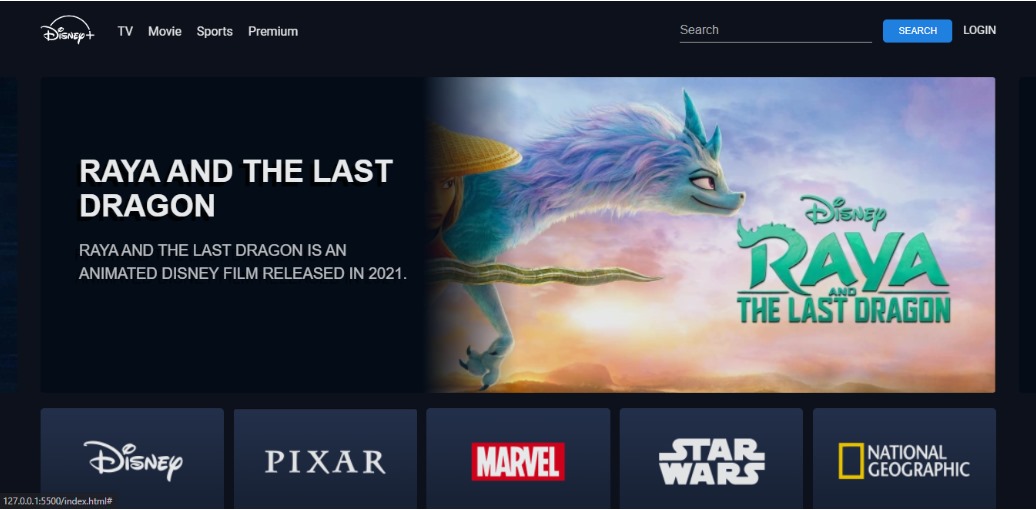 Disney+
TV Movie Sports Premium
Search
SEARCH
LOGIN
RAYA AND THE LAST
DRAGON
RAYA AND THE LAST DRAGON IS AN
ANIMATED DISNEY FILM RELEASED IN 2021.
Disney
RAYA
AND
THE LAST DRAGON
Disney
PIXAR
MARVEL
STAR
WARS
NATIONAL
GEOGRAPHIC
127.0.0.1:5500/index.html#